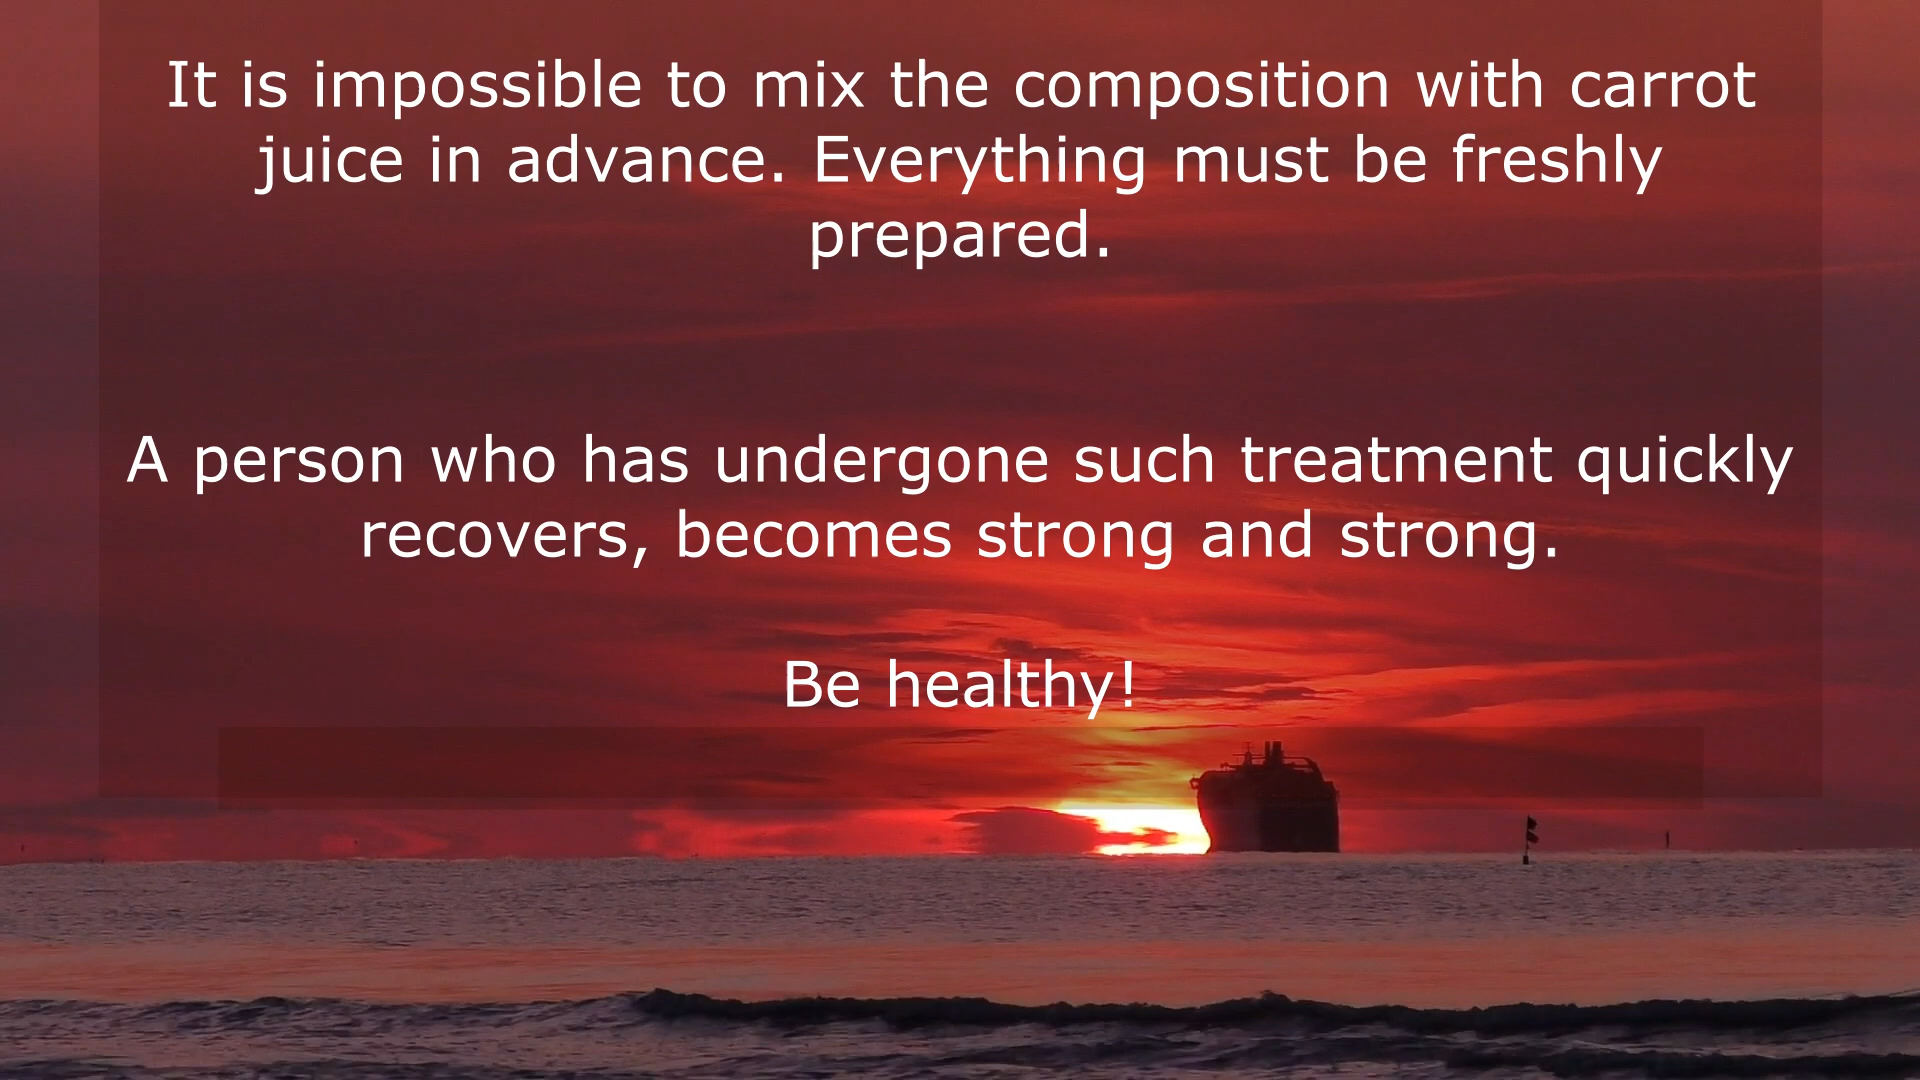 It is impossible to mix the composition with carrot
juice in advance. Everything must be freshly
prepared.
A person who has undergone such treatment quickly
recovers, becomes strong and strong.
Be healthy!